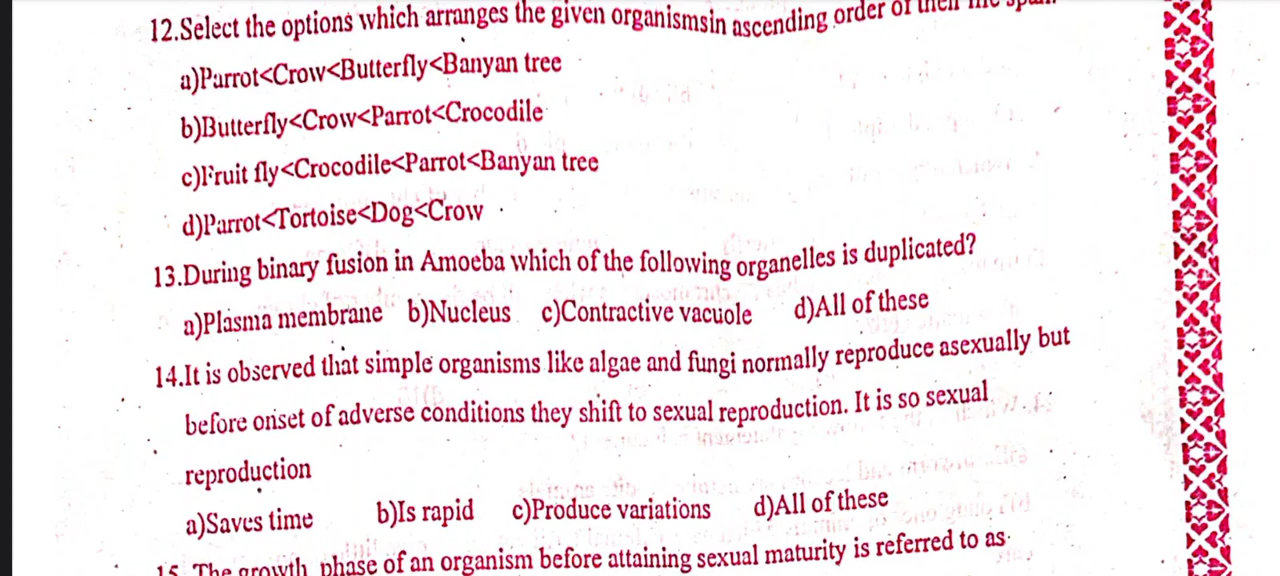 12.Select the options which arranges the given organismsin ascending order of their life span.
a)Parrot<Crow<Butterfly<Banyan tree
b)Butterfly<Crow<Parrot<Crocodile
c)Fruit fly<Crocodile<Parrot<Banyan tree
d)Parrot<Tortoise<Dog<Crow
13.During binary fusion in Amoeba which of the following organelles is duplicated?
a)Plasma membrane b)Nucleus c)Contractive vacuole d)All of these
14.It is observed that simple organisms like algae and fungi normally reproduce asexually but
before onset of adverse conditions they shift to sexual reproduction. It is so sexual
reproduction
a)Saves time b)Is rapid c)Produce variations d)All of these
15. The growth phase of an organism before attaining sexual maturity is referred to as